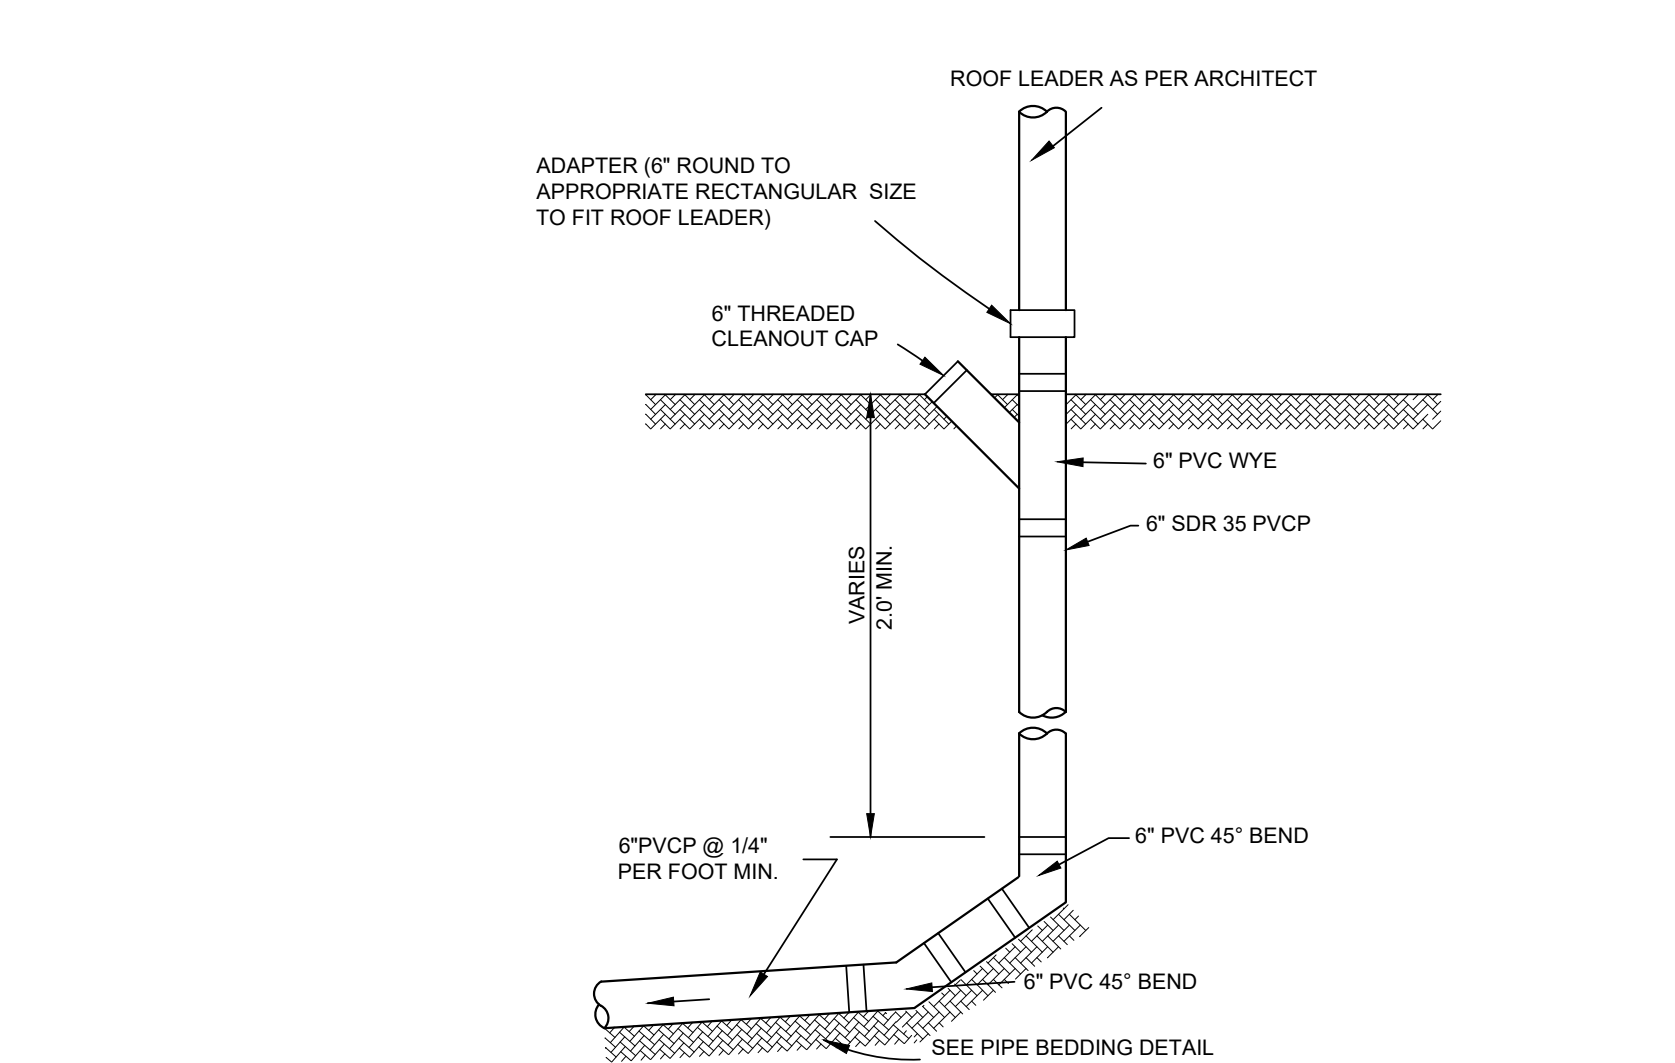 ROOF LEADER AS PER ARCHITECT
ADAPTER (6" ROUND TO
APPROPRIATE RECTANGULAR SIZE
TO FIT ROOF LEADER)
6" THREADED
CLEANOUT CAP
6" PVC WYE
6" SDR 35 PVCP
VARIES
2.0' MIN.
6" PVC 45° BEND
6"PVCP @ 1/4"
PER FOOT MIN.
6" PVC 45° BEND
SEE PIPE BEDDING DETAIL